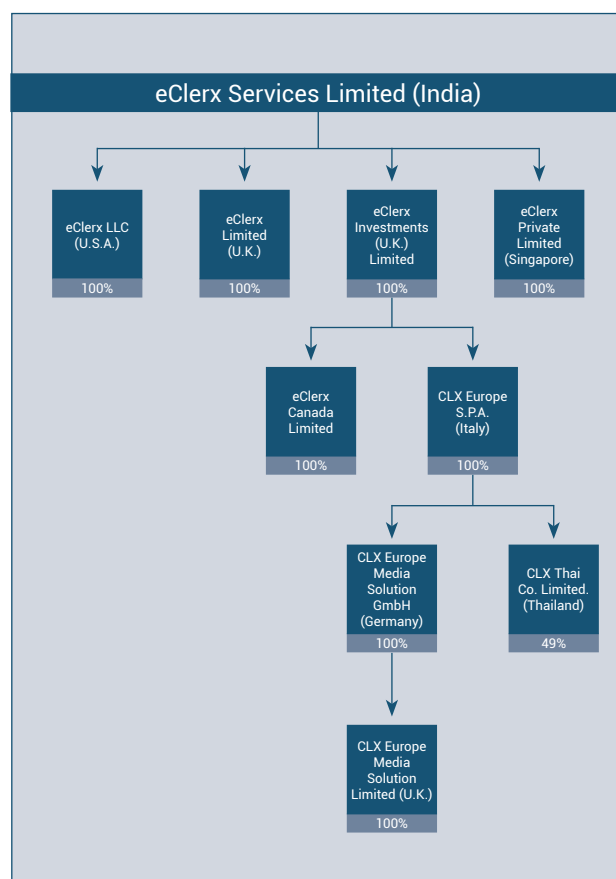 eClerx Services Limited (India)
eClerx LLC
(U.S.A.)
100%
eClerx
Limited
(U.K.)
100%
eClerx
Investments
(U.K.)
Limited
100%
eClerx
Private
Limited
(Singapore)
100%
eClerx
Canada
Limited
100%
CLX Europe
S.P.A.
(Italy)
100%
CLX Europe
Media
Solution
GmbH
(Germany)
100%
CLX Thai
Co. Limited.
(Thailand)
49%
CLX Europe
Media
Solution
Limited (U.K.)
100%